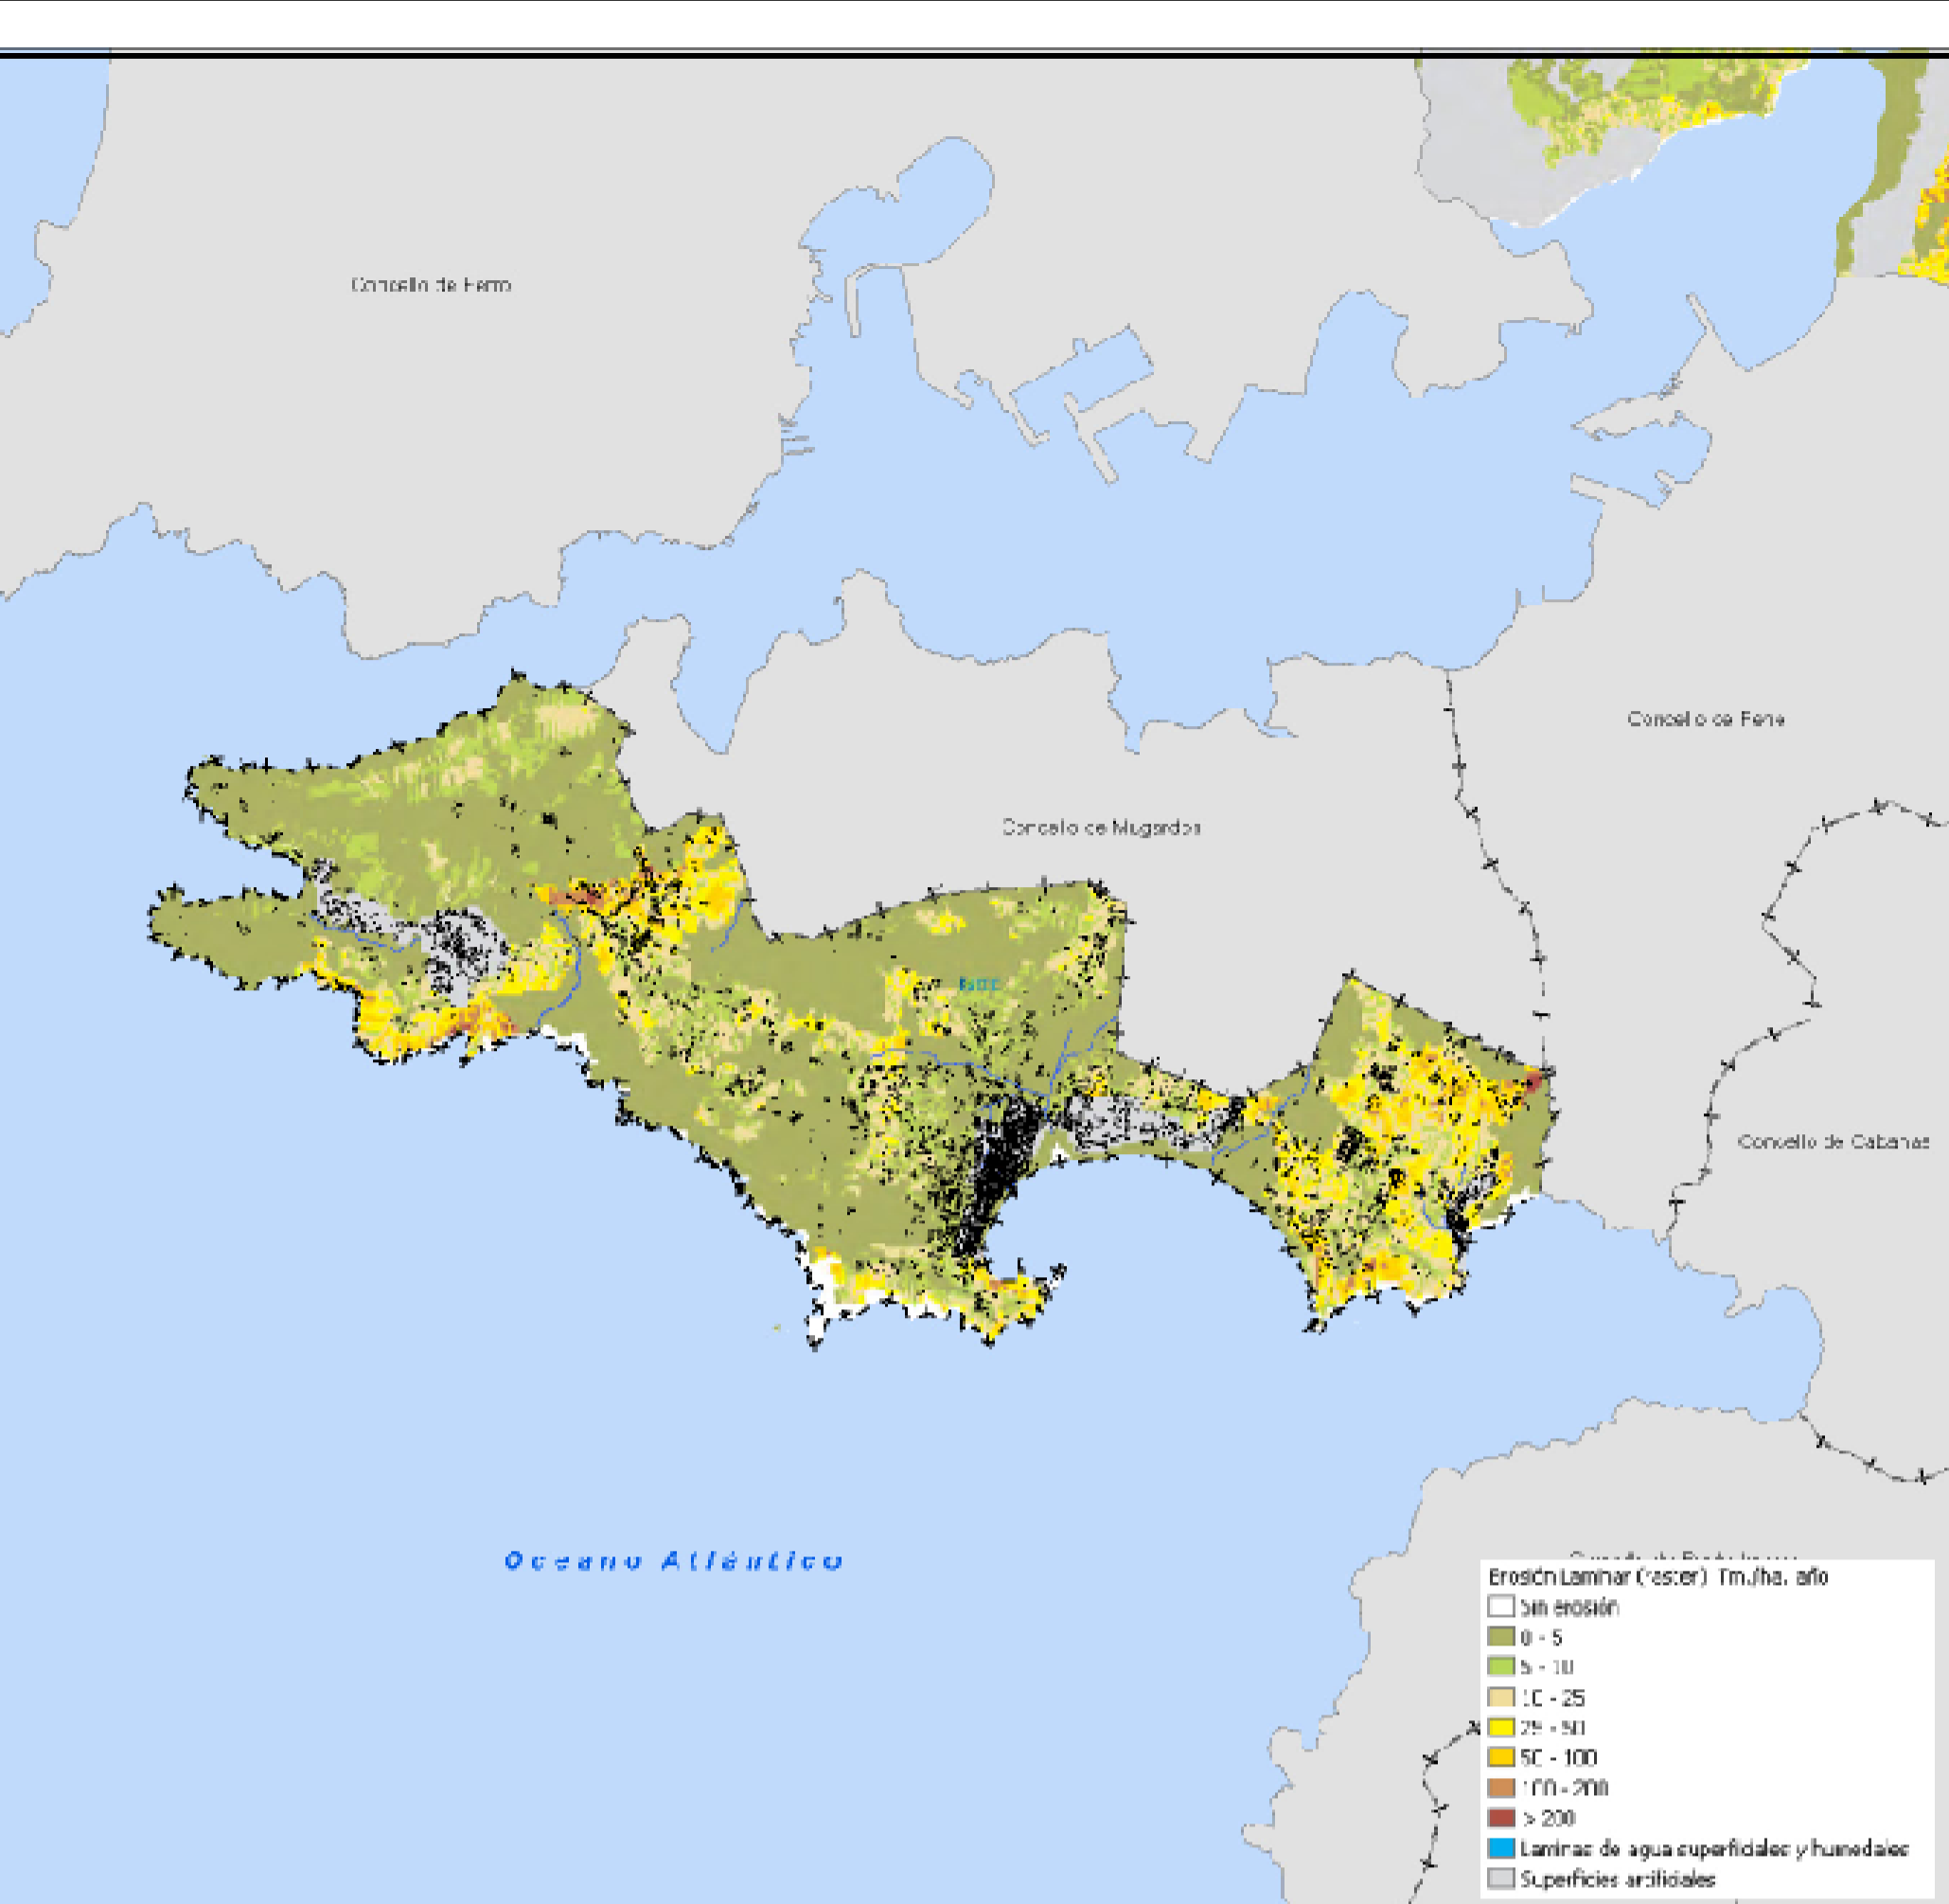 Concello de Ferrol
Concello de Fene
Concello de Mugardos
Concello de Cabanas
Oceano Atlántico
Erosión Laminar (raster) Tm./ha. año
Sin erosión
0 - 5
5 - 10
10 - 25
25 - 50
50 - 100
100 - 200
> 200
Laminas de agua superficiales y humedales
Superficies artificiales